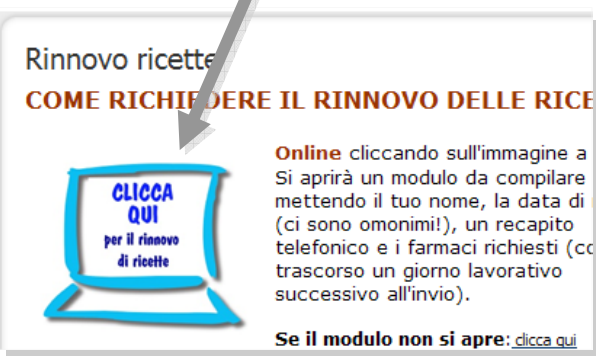 Rinnovo ricette
COME RICHIEDERE IL RINNOVO DELLE RICE
CLICCA
QUI
per il rinnovo
di ricette
Online cliccando sull'immagine a
Si aprirà un modulo da compilare
mettendo il tuo nome, la data di
(ci sono omonimi!), un recapito
telefonico e i farmaci richiesti (co
trascorso un giorno lavorativo
successivo all'invio).
Se il modulo non si apre: clicca qui